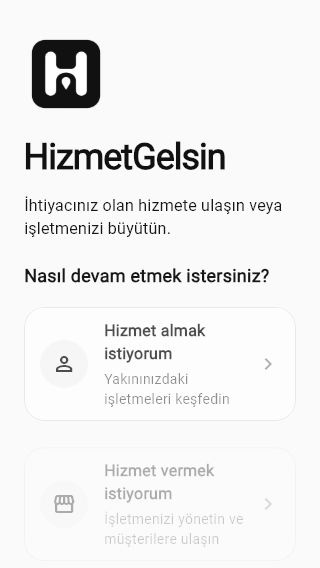 HizmetGelsin
İhtiyacınız olan hizmete ulaşın veya
işletmenizi büyütün.
Nasıl devam etmek istersiniz?
Hizmet almak
istiyorum
Yakınınızdaki
işletmeleri keşfedin
Hizmet vermek
istiyorum
İşletmenizi yönetin ve
müşterilere ulaşın